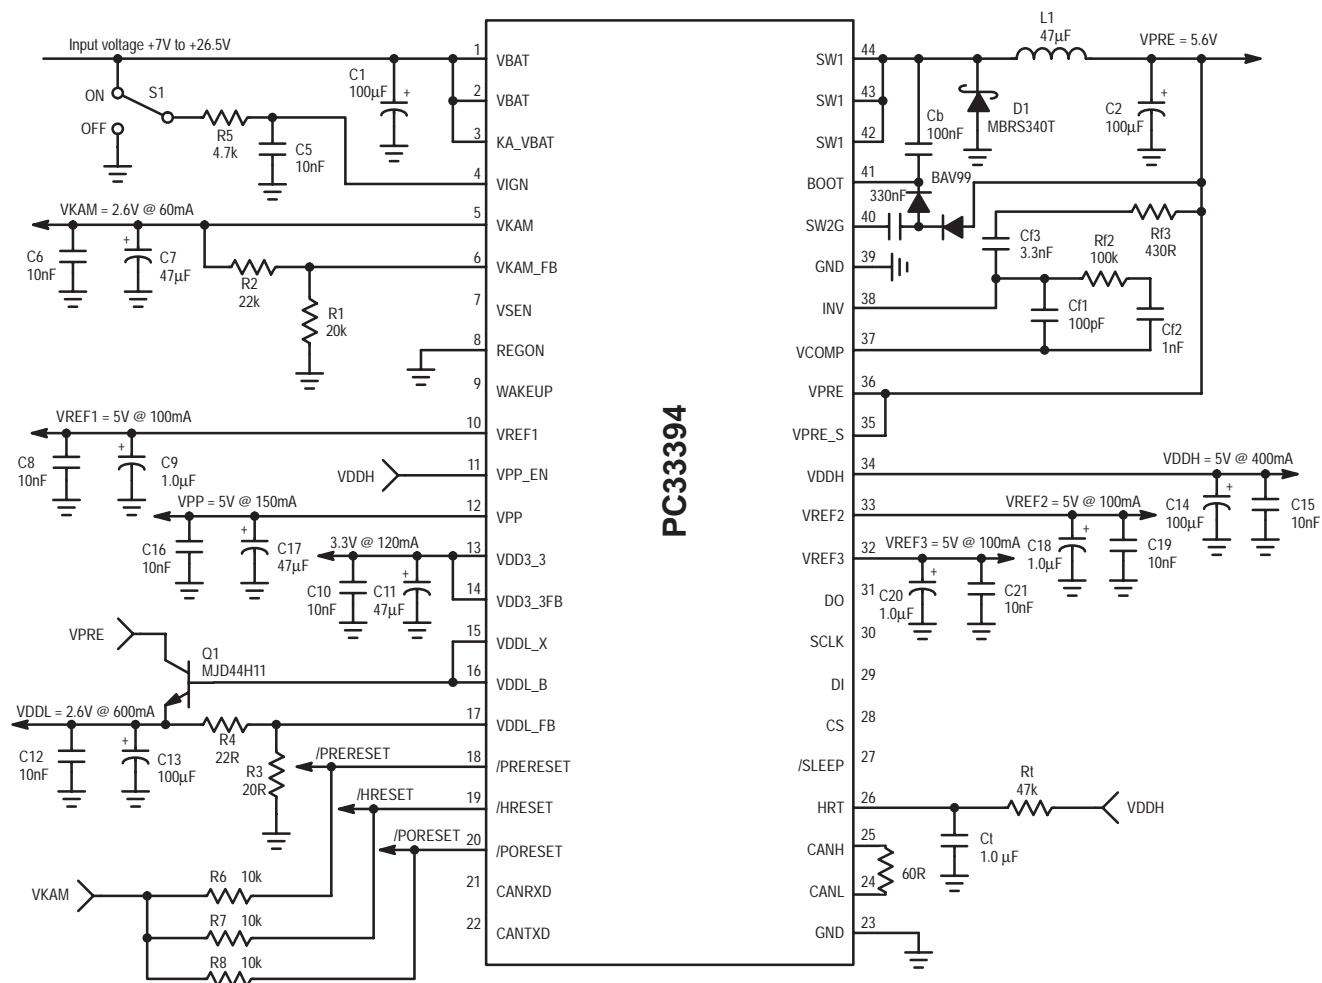 Input voltage +7V to +26.5V
ON
OFF
S1
R5
4.7k
C5
10nF
C1
100µF
+
1
VBAT
2
VBAT
3
KA_VBAT
4
VIGN
VKAM = 2.6V @ 60mA
5
VKAM
C6
10nF
+
C7
47µF
R2
22k
6
VKAM_FB
R1
20k
7
VSEN
8
REGON
9
WAKEUP
VREF1 = 5V @ 100mA
10
VREF1
C8
10nF
+
C9
1.0µF
VDDH
11
VPP_EN
VPP = 5V @ 150mA
12
VPP
C16
10nF
+
C17
47µF
3.3V @ 120mA
13
VDD3_3
C10
10nF
+
C11
47µF
14
VDD3_3FB
VPRE
15
VDDL_X
Q1
MJD44H11
16
VDDL_B
VDDL = 2.6V @ 600mA
17
VDDL_FB
C12
10nF
+
C13
100µF
R4
22R
R3
20R
/PRERESET
18
/PRERESET
/HRESET
19
/HRESET
/PORESET
20
/PORESET
VKAM
R6 10k
R7 10k
R8 10k
21
CANRXD
22
CANTXD
PC33394
SW1
44
L1
47µF
VPRE = 5.6V
SW1
43
SW1
42
Cb
100nF
D1
MBRS340T
C2
100µF
+
BOOT
41
BAV99
330nF
SW2G
40
GND
39
Cf3
3.3nF
Rf2
100k
Rf3
430R
INV
38
Cf1
100pF
Cf2
1nF
VCOMP
37
VPRE
36
VPRE_S
35
VDDH
34
VDDH = 5V @ 400mA
C14
100µF
+
C15
10nF
VREF2
33
VREF2 = 5V @ 100mA
C18
1.0µF
+
C19
10nF
VREF3
32
VREF3 = 5V @ 100mA
C20
1.0µF
+
C21
10nF
DO
31
SCLK
30
DI
29
CS
28
/SLEEP
27
HRT
26
Rt
47k
VDDH
Ct
1.0 µF
CANH
25
60R
CANL
24
GND
23